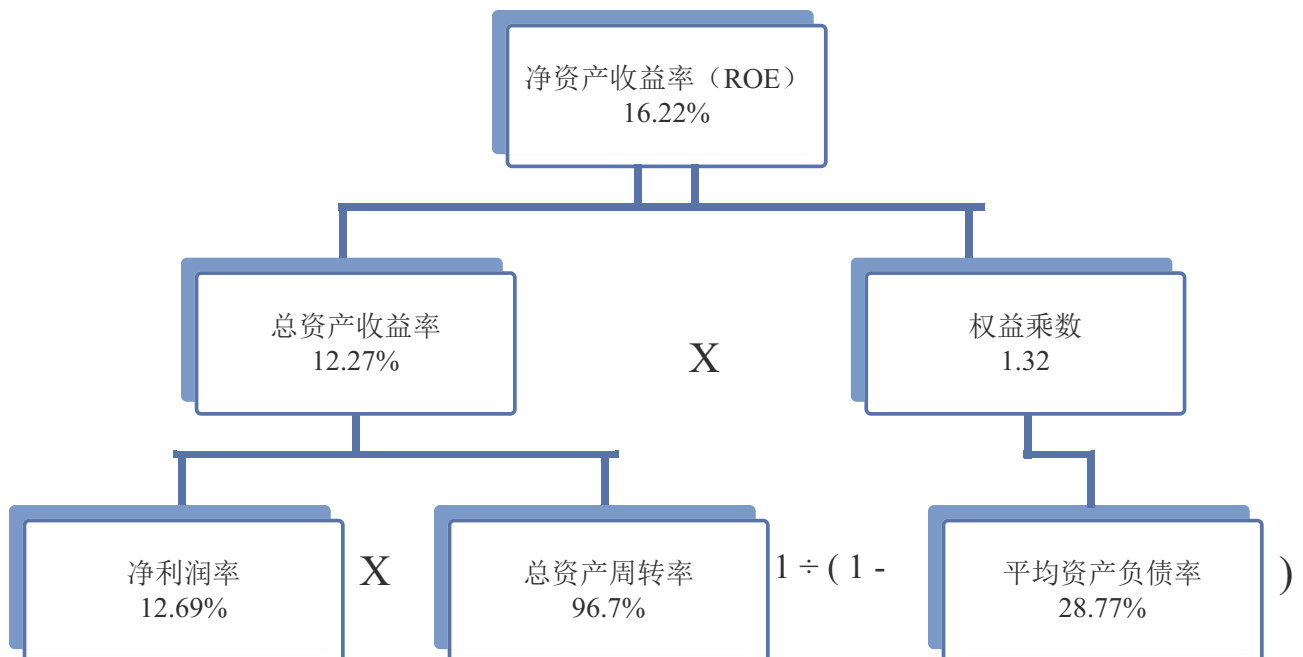 净资产收益率（ROE）
16.22%
总资产收益率
12.27%
X
权益乘数
1.32
净利润率
12.69%
X
总资产周转率
96.7%
1 ÷ ( 1 -
平均资产负债率
28.77%
)